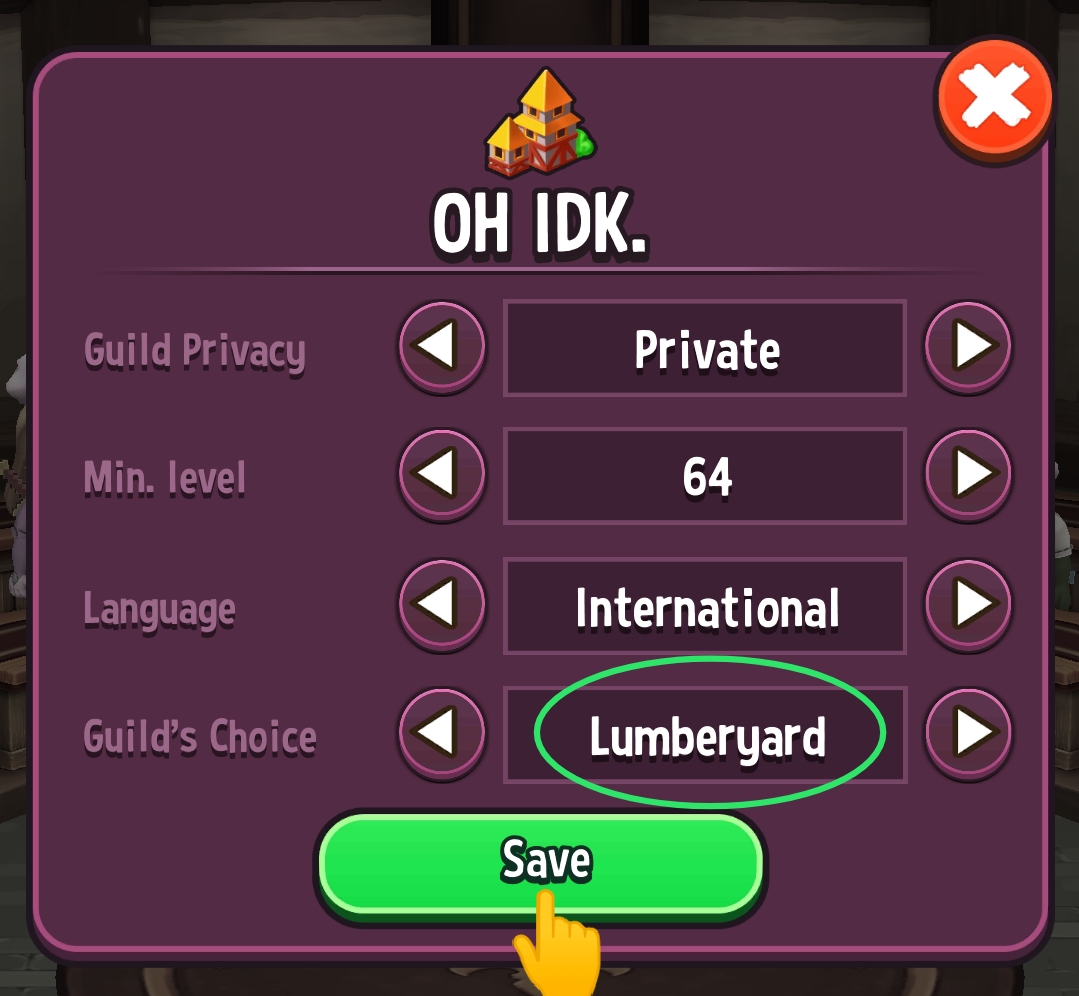 OH IDK.
Guild Privacy
Private
Min. level
64
Language
International
Guild's Choice
Lumberyard
Save